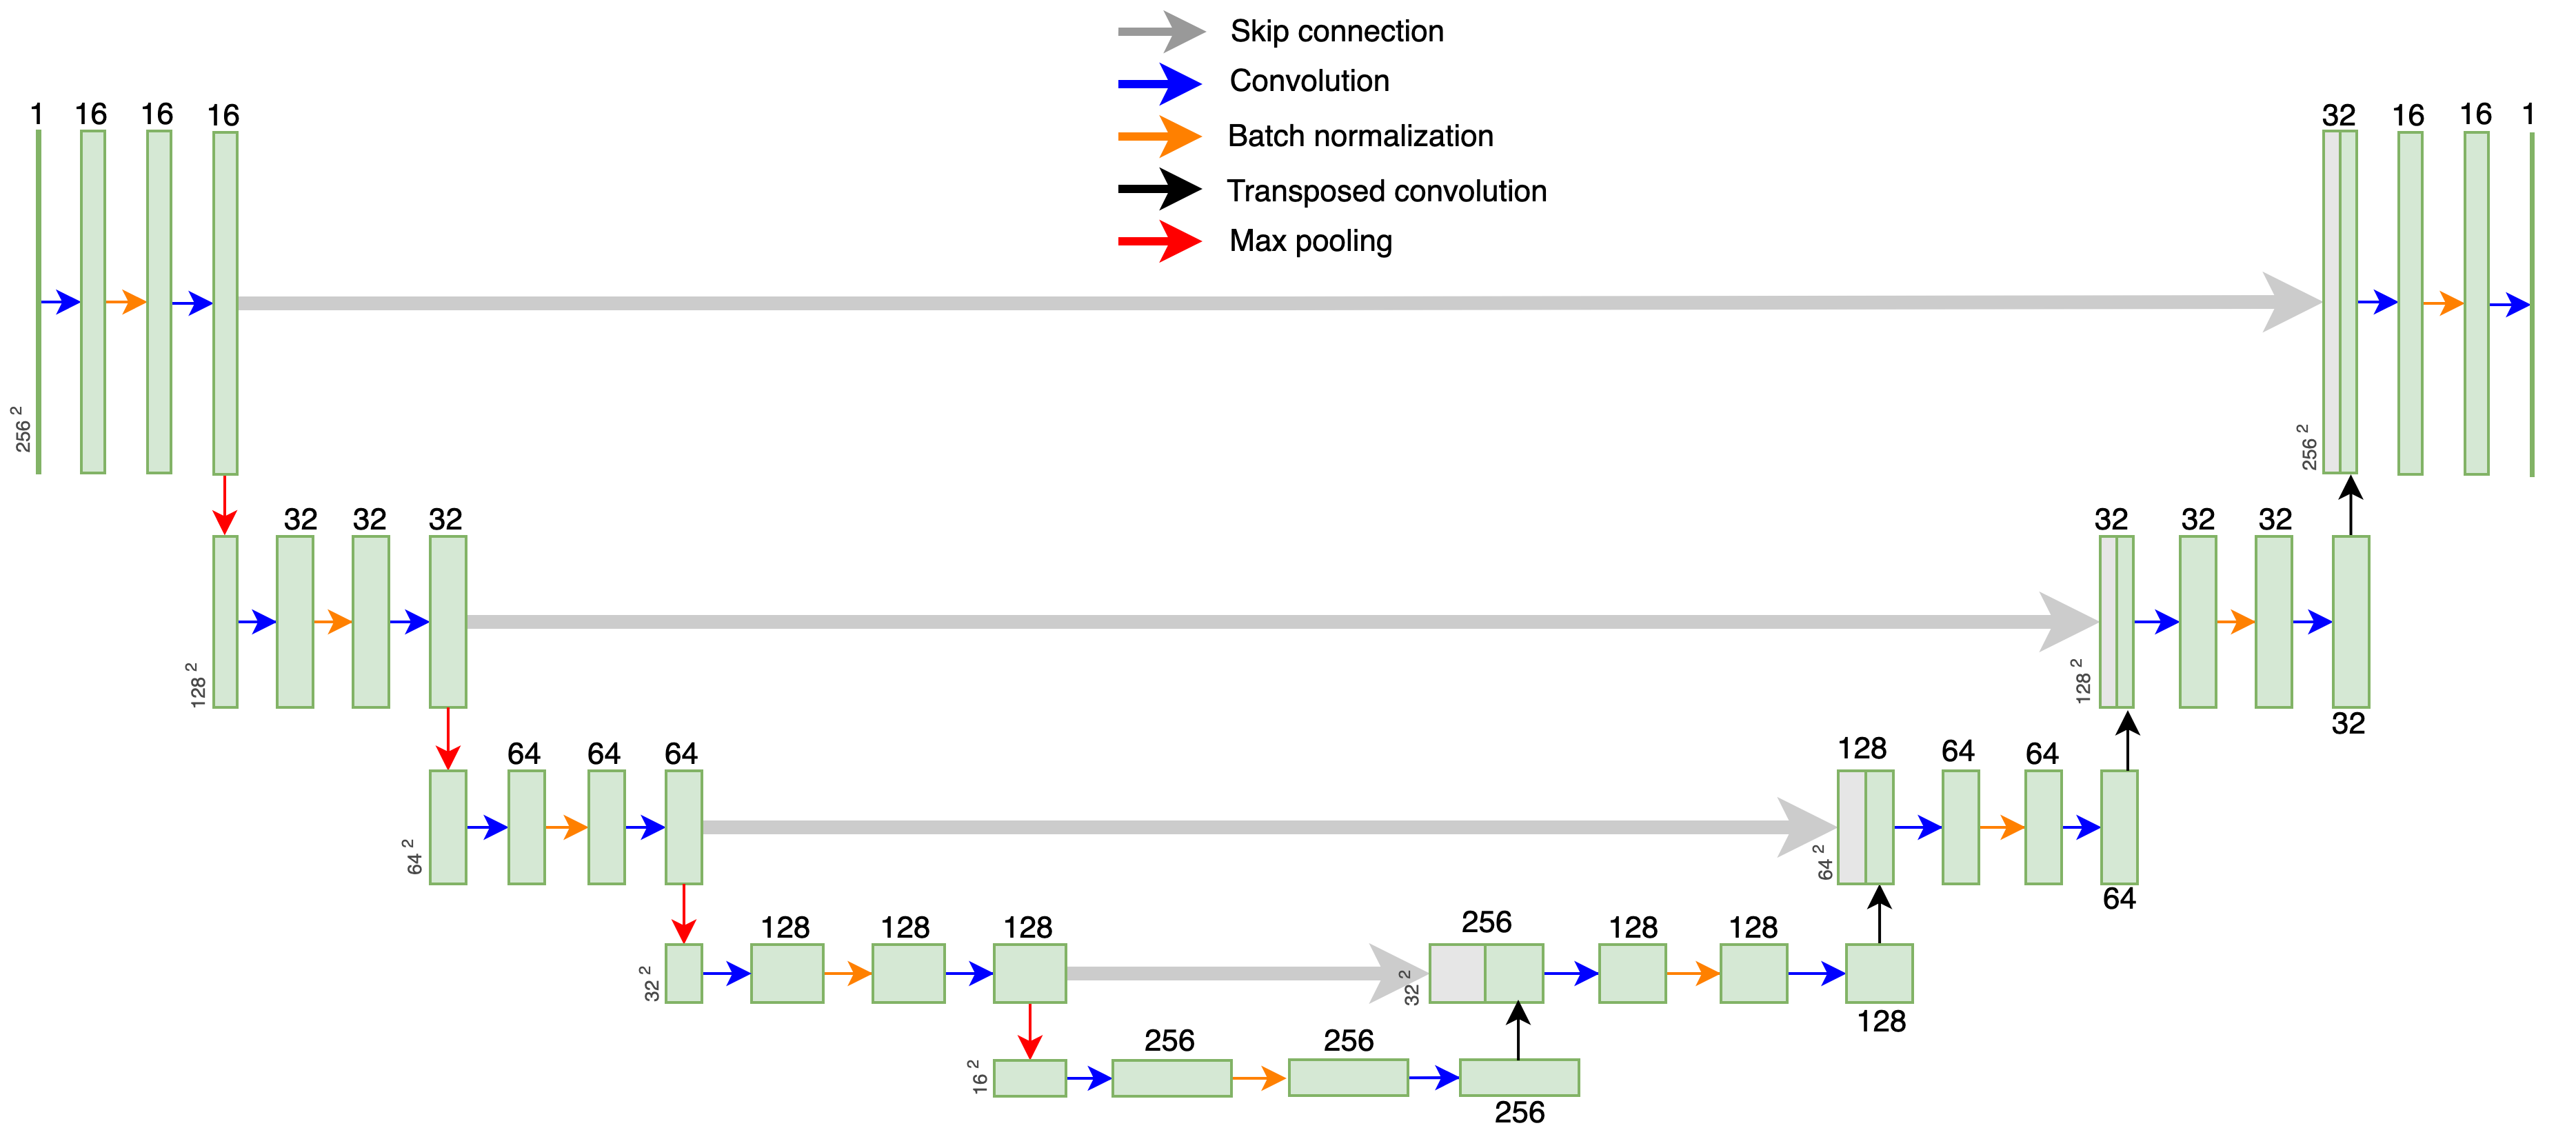 Skip connection
Convolution
Batch normalization
Transposed convolution
Max pooling
1 16 16 16 32 16 16 1
256 2 256 2
32 32 32 32 32 32
128 2 128 2
32
64 64 64 128 64 64
64 2 64 2
64
128 128 128 256 128 128
32 2 32 2
128
256 256
16 2
256